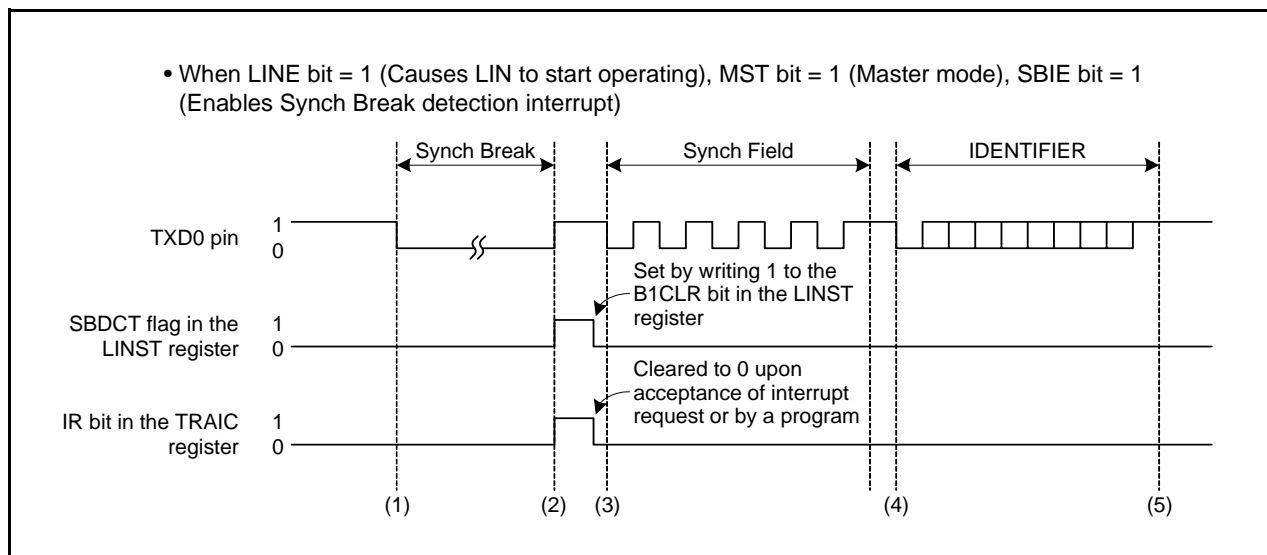 • When LINE bit = 1 (Causes LIN to start operating), MST bit = 1 (Master mode), SBIE bit = 1
(Enables Synch Break detection interrupt)
Synch Break
Synch Field
IDENTIFIER
TXD0 pin
1
0
Set by writing 1 to the
B1CLR bit in the LINST
register
SBDCT flag in the
LINST register
1
0
Cleared to 0 upon
acceptance of interrupt
request or by a program
IR bit in the TRAIC
register
1
0
(1)
(2)
(3)
(4)
(5)